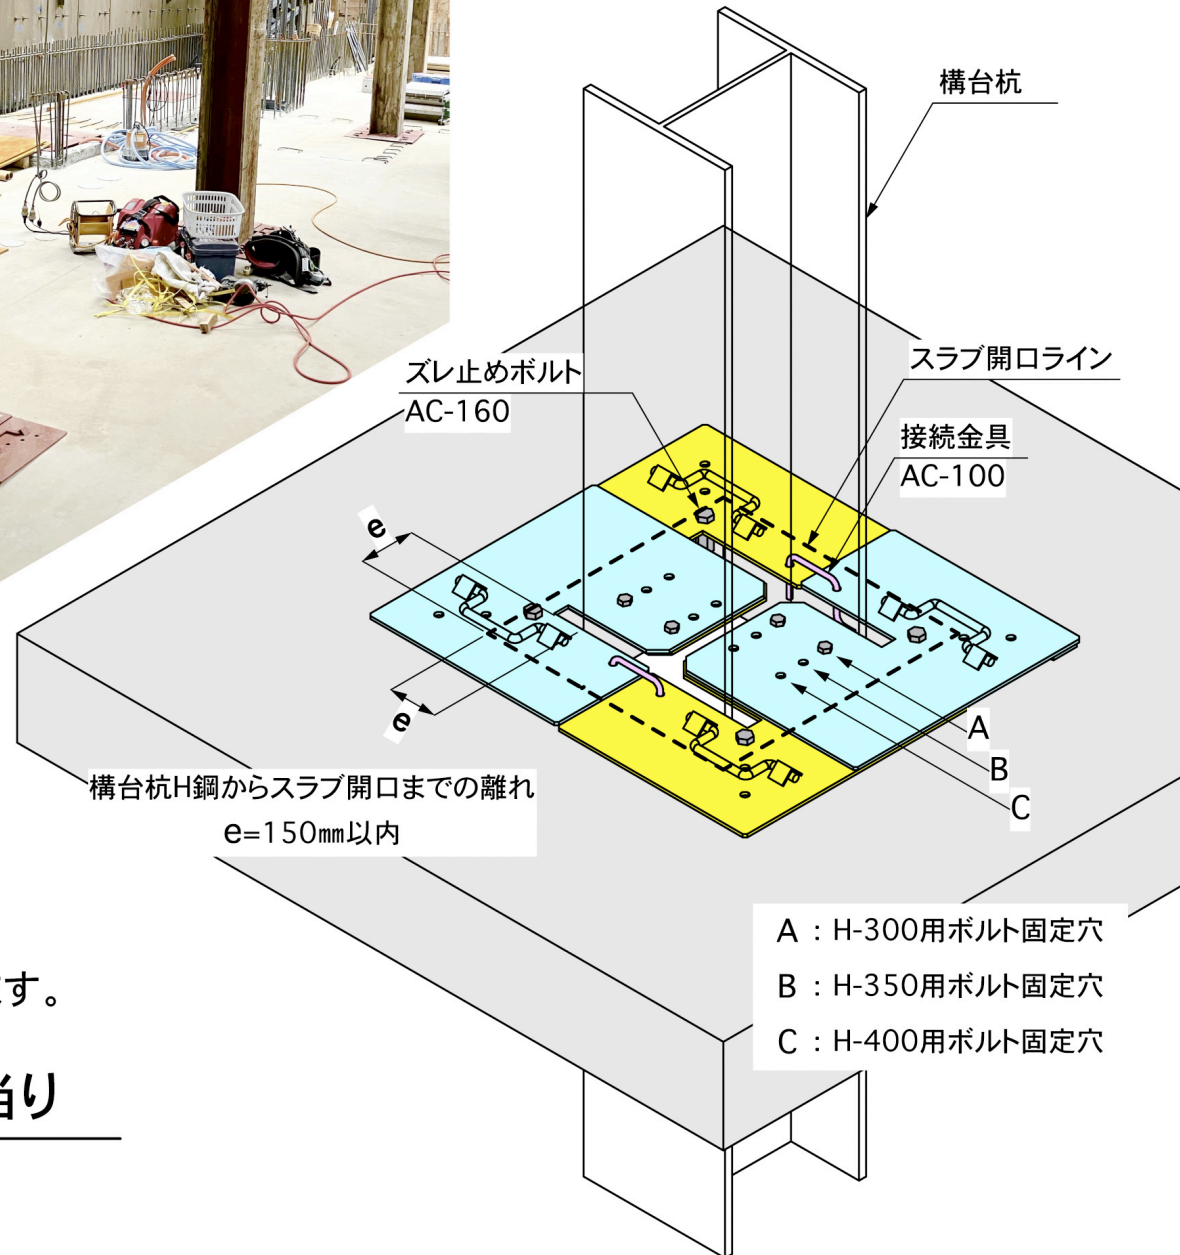 構台杭
ズレ止めボルト
AC-160
スラブ開口ライン
接続金具
AC-100
e
e
構台杭H鋼からスラブ開口までの離れ
e=150㎜以内
A
B
C
A：H-300用ボルト固定穴
B：H-350用ボルト固定穴
C：H-400用ボルト固定穴
す。
り